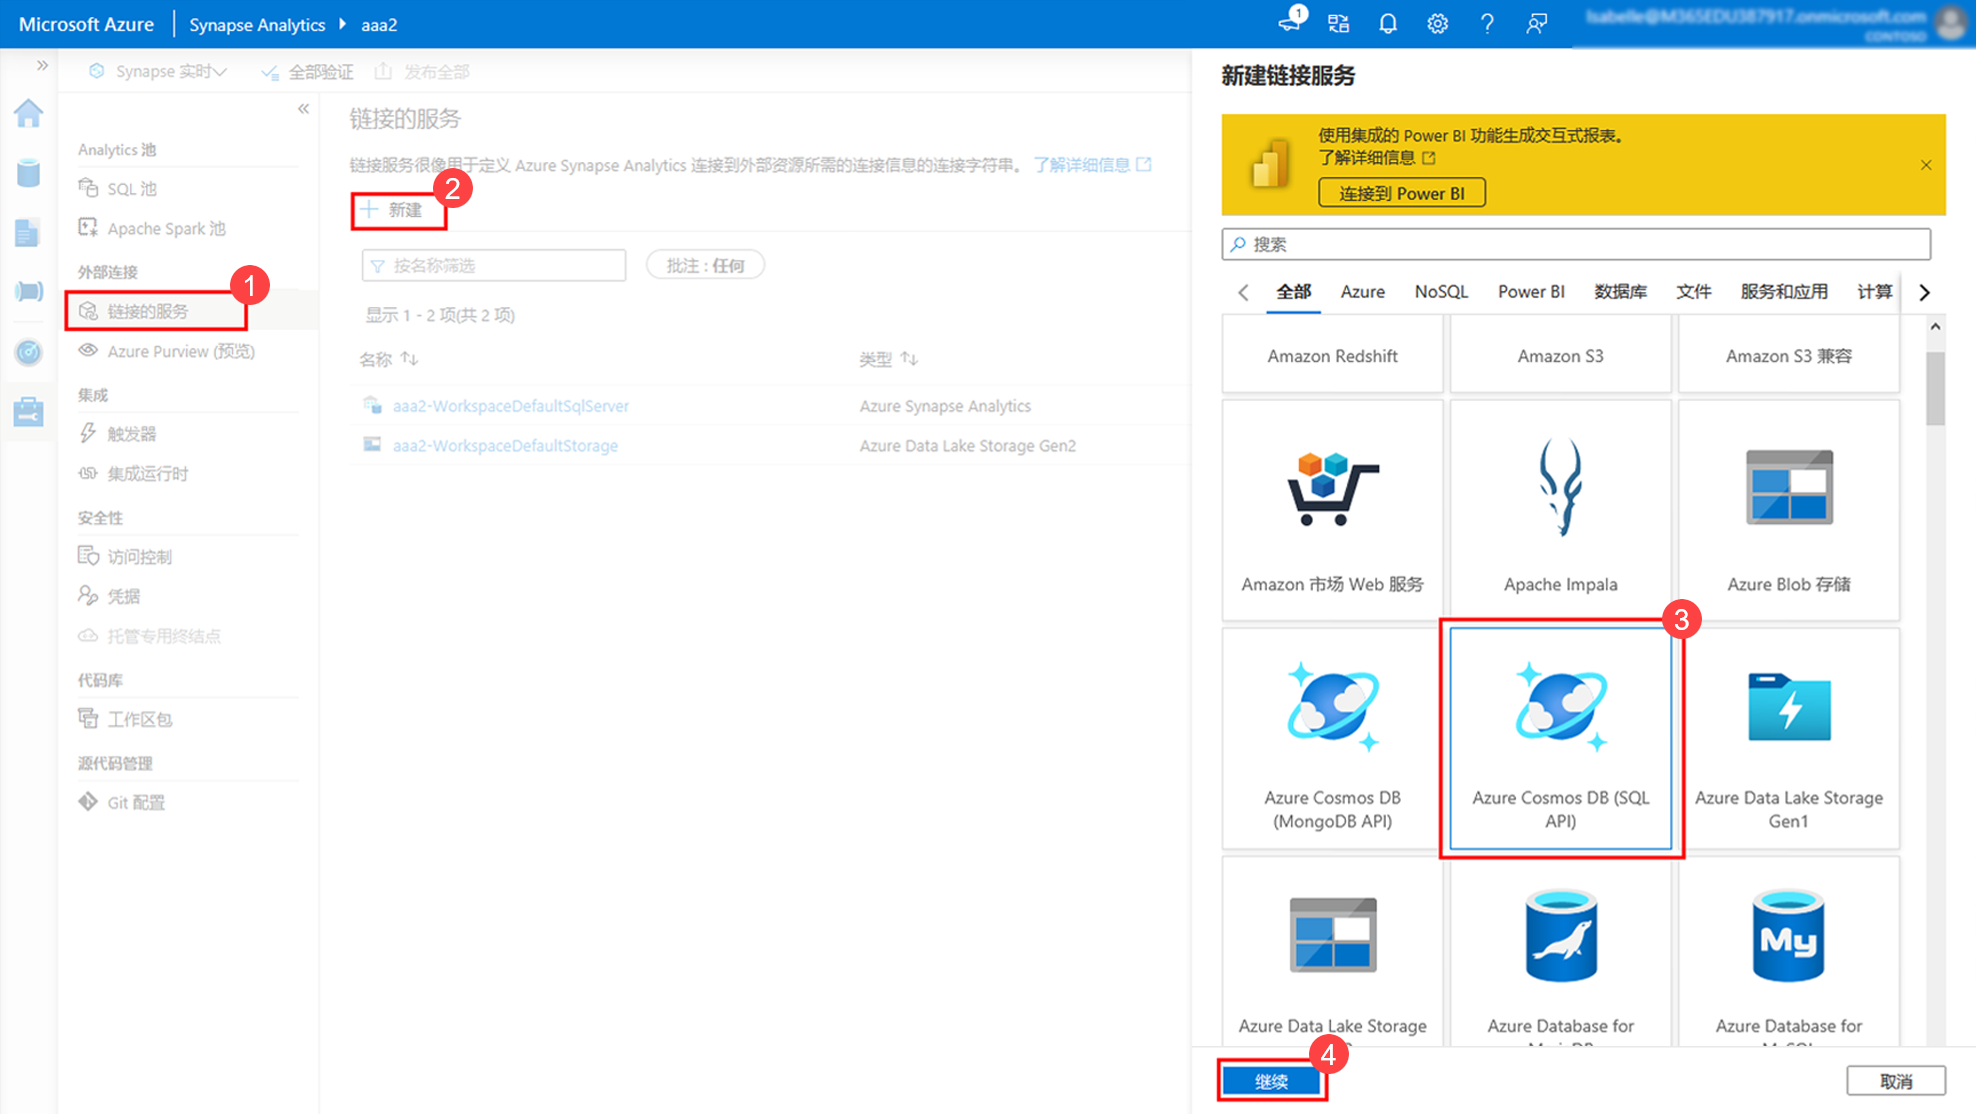 Microsoft Azure
Synapse Analytics
aaa2
1
Isabelle@M365EDU387917.onmicrosoft.com
CONTOSO
Synapse 实时
全部验证
发布全部
Analytics 池
SQL 池
Apache Spark 池
外部连接
1
链接的服务
Azure Purview (预览)
集成
触发器
集成运行时
安全性
访问控制
凭据
托管专用终结点
代码库
工作区包
源代码管理
Git 配置
链接的服务
链接服务很像用于定义 Azure Synapse Analytics 连接到外部资源所需的连接信息的连接字符串。 了解详细信息
2
新建
按名称筛选
批注 : 任何
显示 1 - 2 项(共 2 项)
名称
类型
aaa2-WorkspaceDefaultSqlServer
Azure Synapse Analytics
aaa2-WorkspaceDefaultStorage
Azure Data Lake Storage Gen2
新建链接服务
使用集成的 Power BI 功能生成交互式报表。
了解详细信息
连接到 Power BI
搜索
全部
Azure
NoSQL
Power BI
数据库
文件
服务和应用
计算
Amazon Redshift
Amazon S3
Amazon S3 兼容
Amazon 市场 Web 服务
Apache Impala
Azure Blob 存储
3
Azure Cosmos DB
(MongoDB API)
Azure Cosmos DB (SQL
API)
Azure Data Lake Storage
Gen1
My
Azure Data Lake Storage
Azure Database for
Azure Database for
4
继续
取消